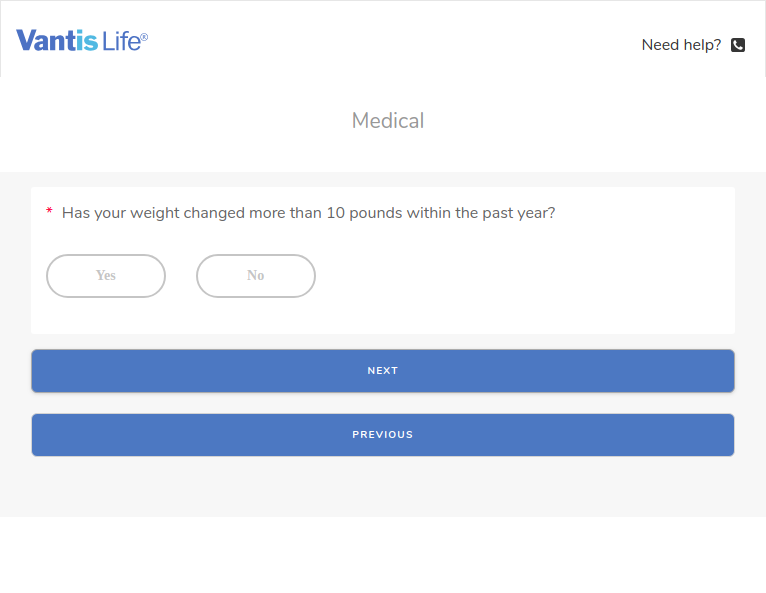 Vantis Life®
Need help?
Medical
* Has your weight changed more than 10 pounds within the past year?
Yes
No
NEXT
PREVIOUS